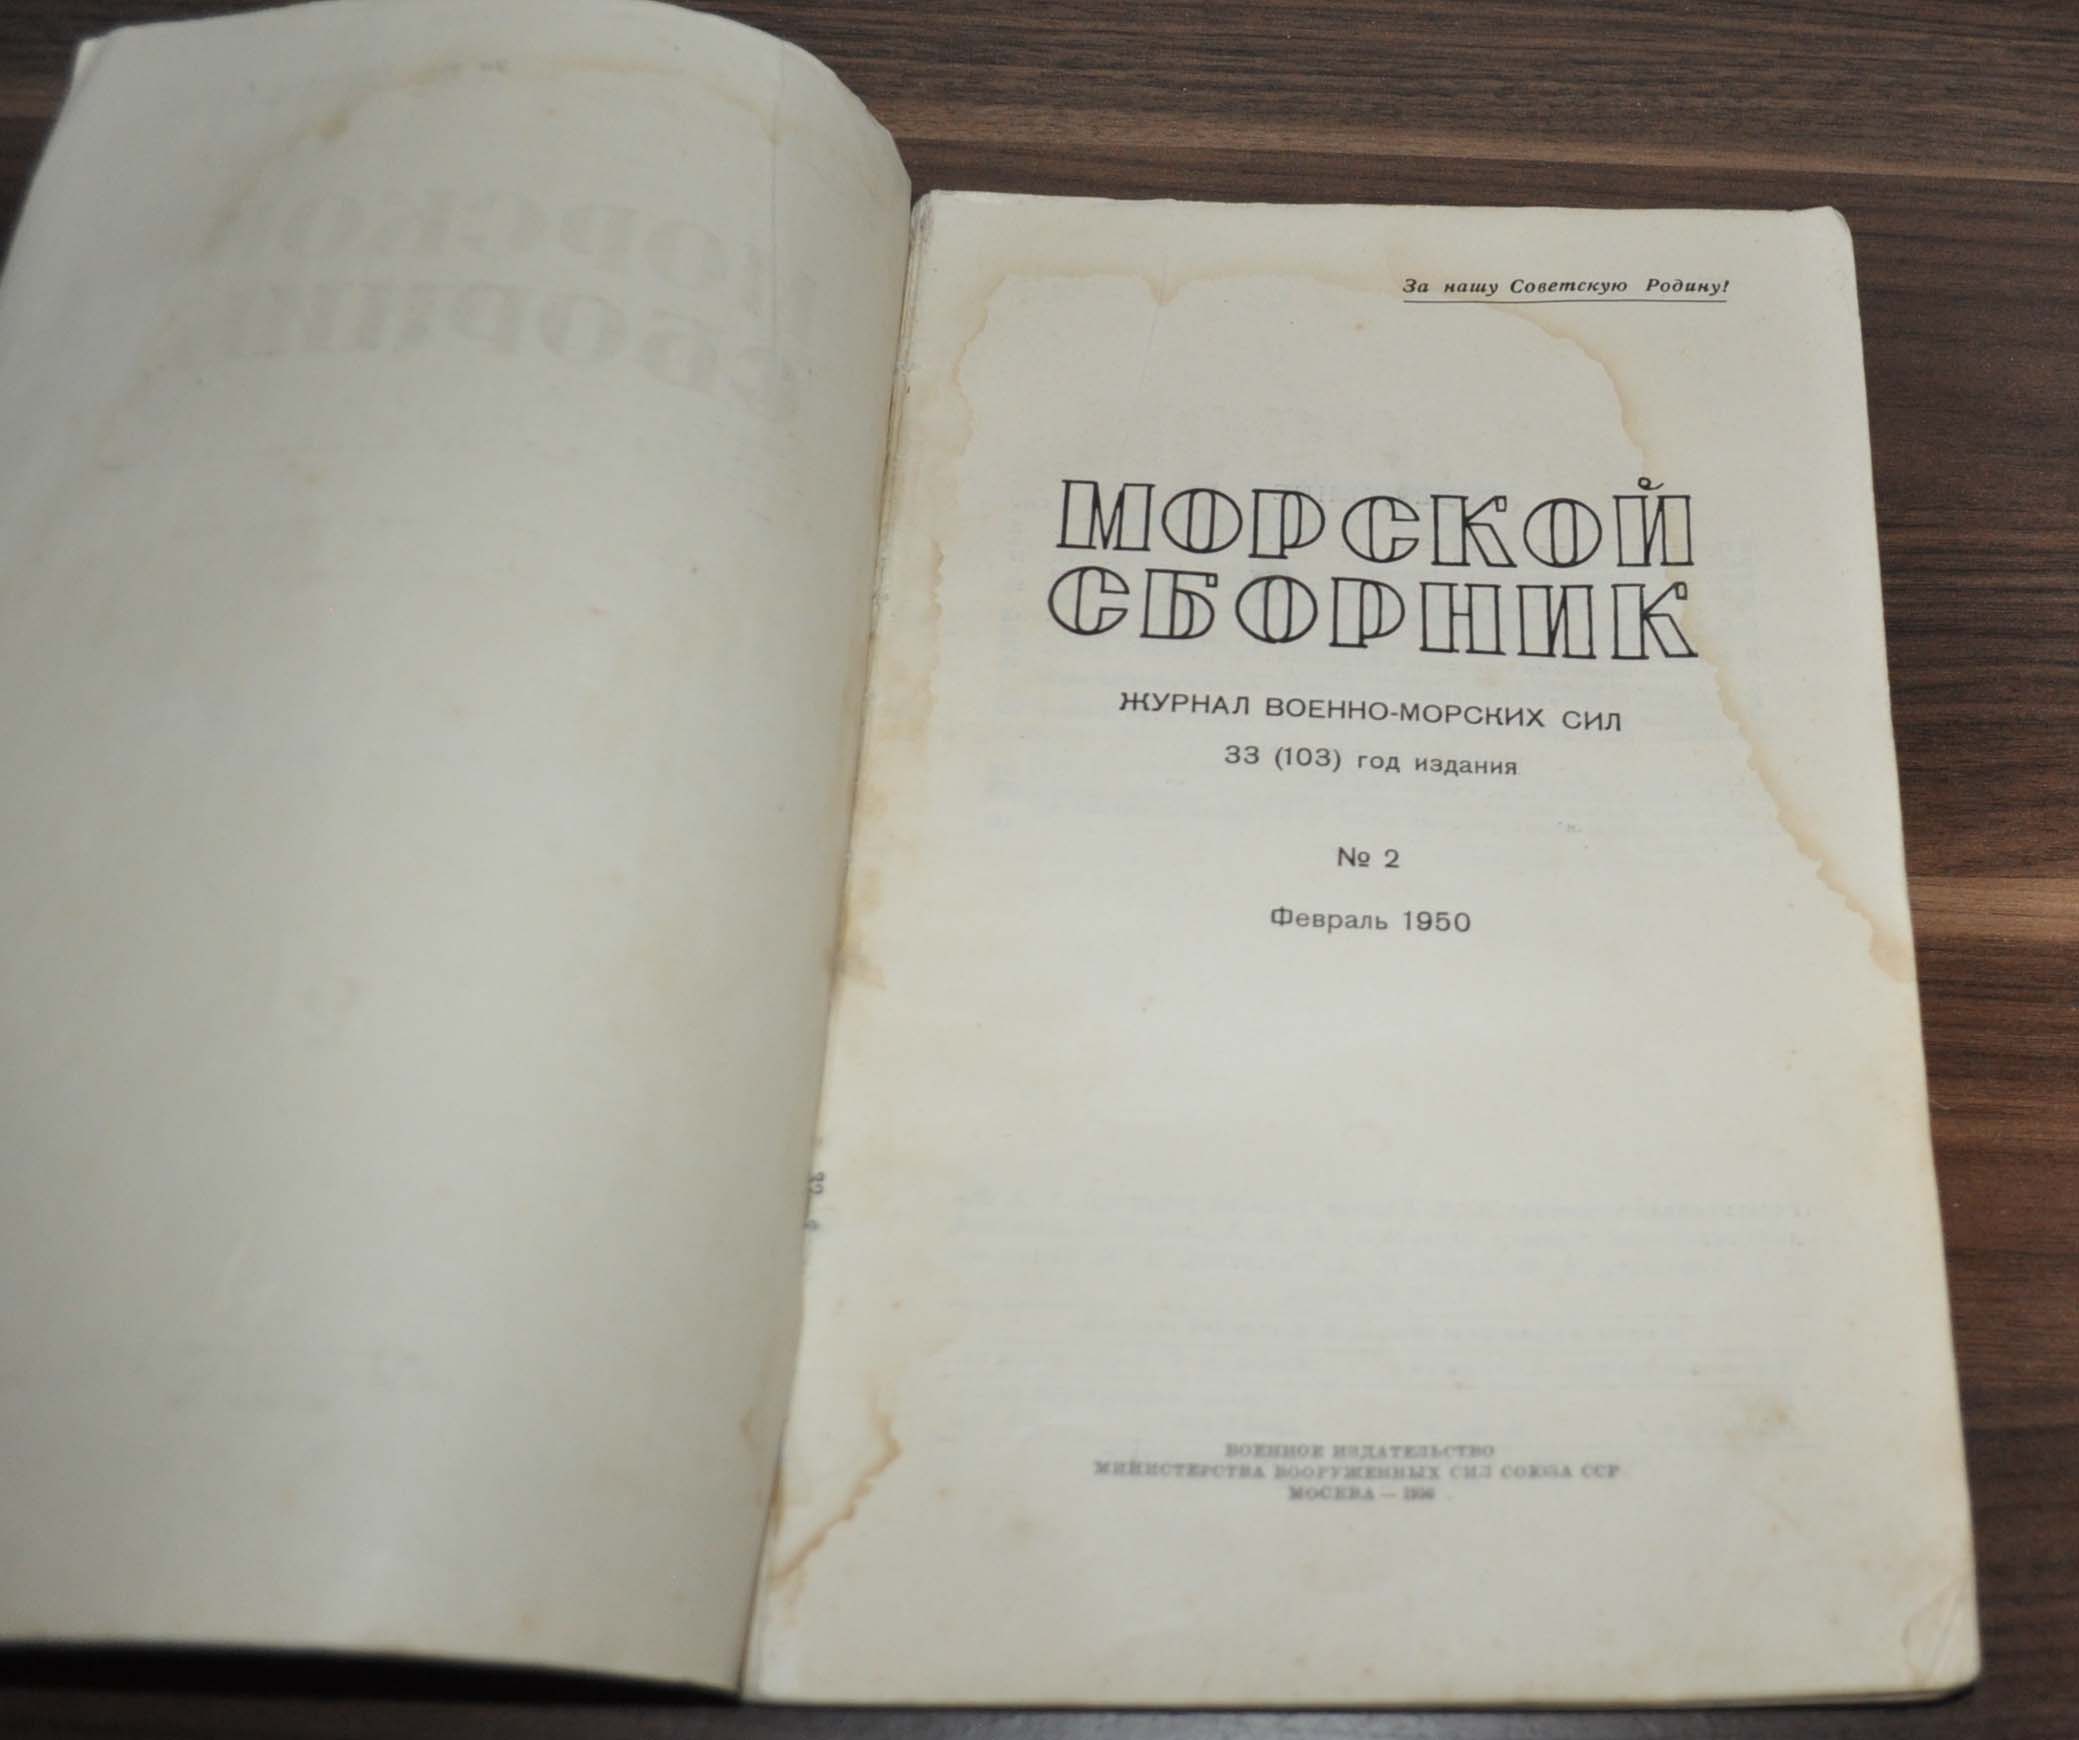 За нашу Советскую Родину!
МОРСКОЙ
СБОРНИК
ЖУРНАЛ ВОЕННО-МОРСКИХ СИЛ
33 (103) год издания
№ 2
Февраль 1950
ВОЕННОЕ ИЗДАТЕЛЬСТВО
МИНИСТЕРСТВА ВООРУЖЕННЫХ СИЛ СОЮЗА ССР
МОСКВА — 1950